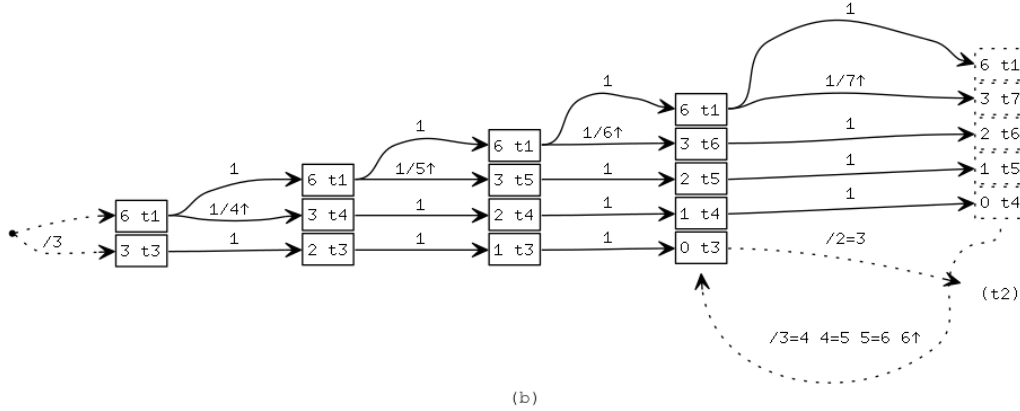 1
1
6 t1
1/7↑
3 t7
1
6 t1
1/6↑
3 t6
1
2 t6
1
6 t1
1/5↑
3 t5
1
2 t5
1
1 t5
1
6 t1
1/4↑
3 t4
1
2 t4
1
1 t4
1
0 t4
6 t1
/3
3 t3
1
2 t3
1
1 t3
1
0 t3
/2=3
(t2)
/3=4 4=5 5=6 6↑
(b)